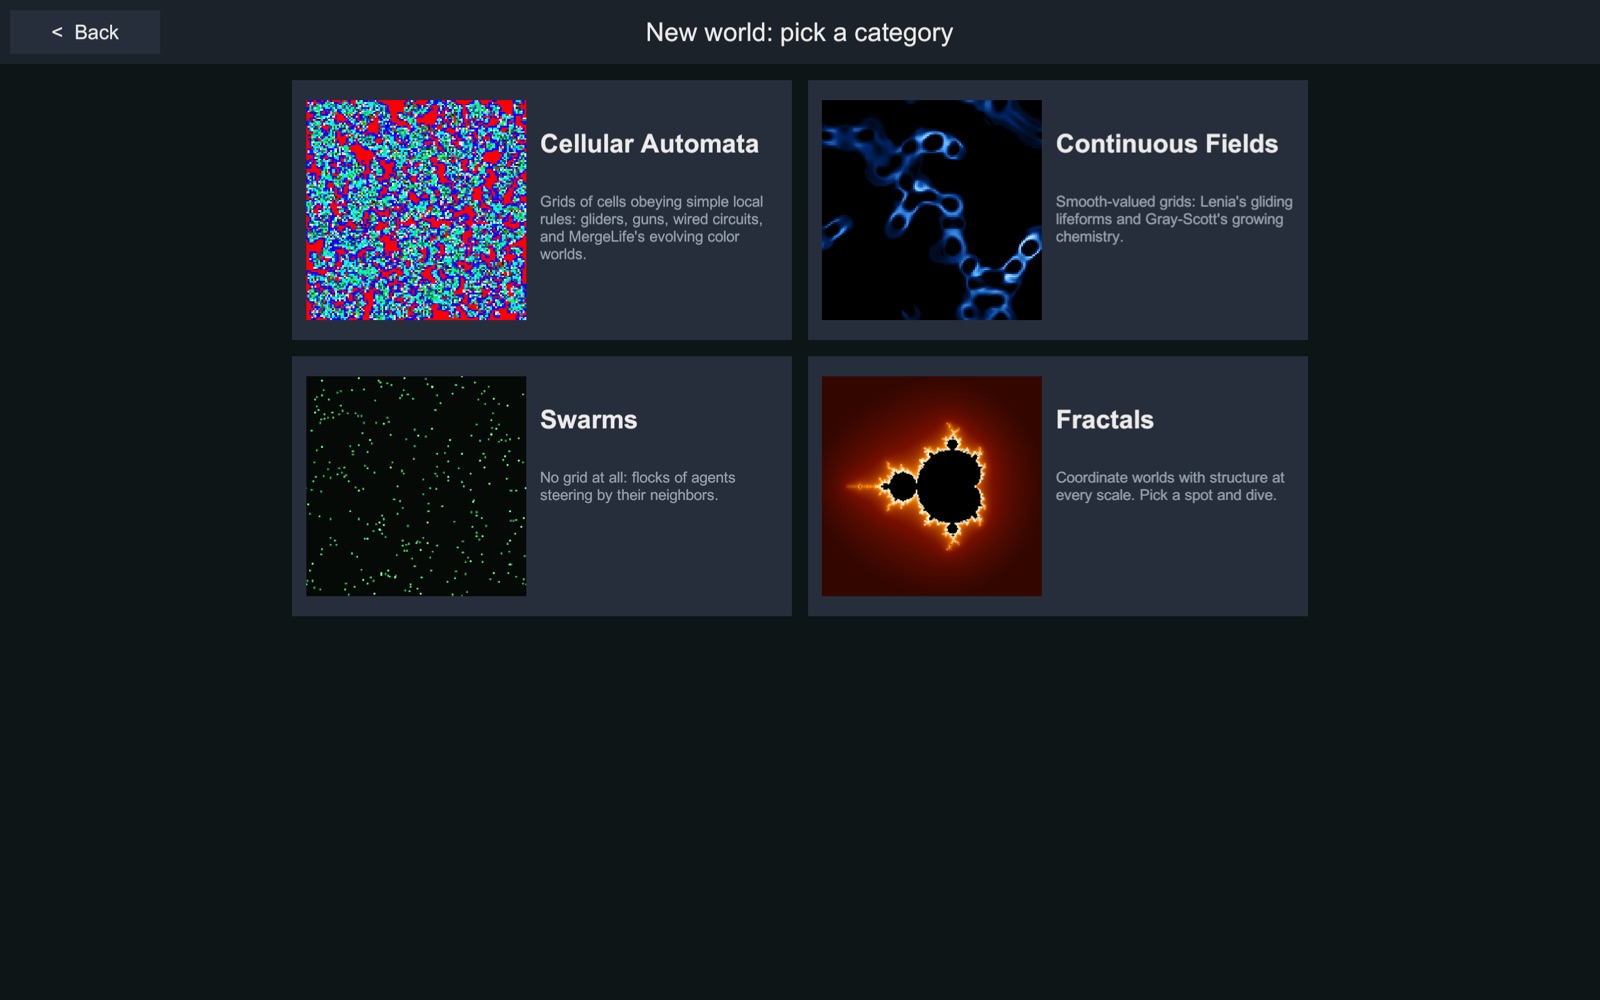 < Back
New world: pick a category
Cellular Automata
Grids of cells obeying simple local
rules: gliders, guns, wired circuits,
and MergeLife's evolving color
worlds.
Continuous Fields
Smooth-valued grids: Lenia's gliding
lifeforms and Gray-Scott's growing
chemistry.
Swarms
No grid at all: flocks of agents
steering by their neighbors.
Fractals
Coordinate worlds with structure at
every scale. Pick a spot and dive.